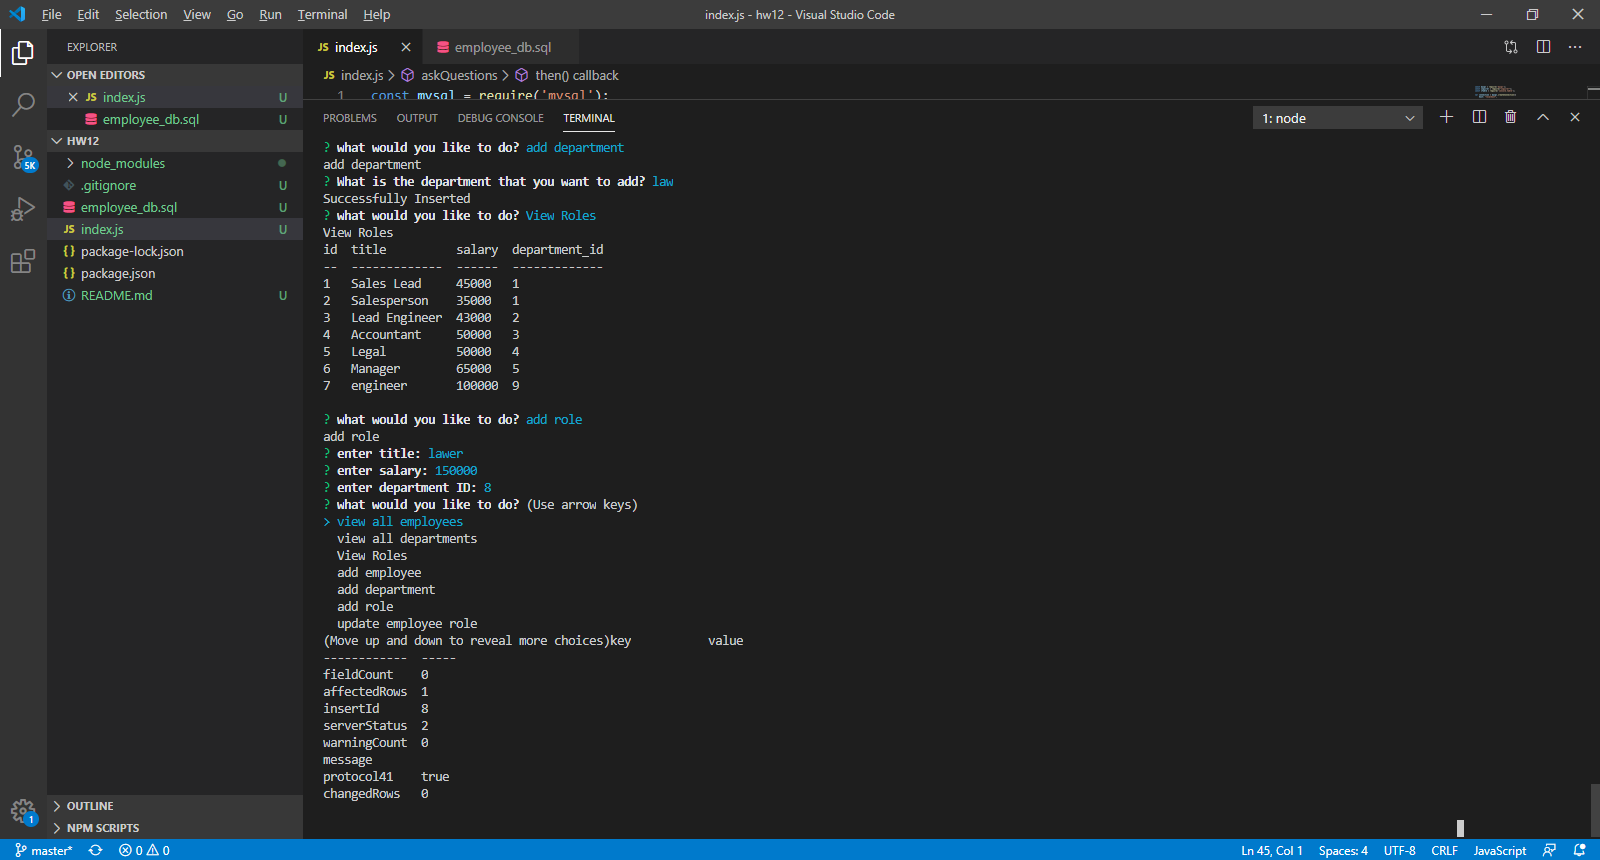 File Edit Selection View Go Run Terminal Help index.js - hw12 - Visual Studio Code
EXPLORER
OPEN EDITORS
JS index.js U
employee_db.sql U
HW12
node_modules
.gitignore U
employee_db.sql U
JS index.js U
{} package-lock.json
{} package.json
README.md U
OUTLINE
NPM SCRIPTS
5K
1
JS index.js employee_db.sql
JS index.js > askQuestions > then() callback
1 const mysql = require('mysql');
PROBLEMS OUTPUT DEBUG CONSOLE TERMINAL 1: node
? what would you like to do? add department
add department
? What is the department that you want to add? law
Successfully Inserted
? what would you like to do? View Roles
View Roles
id title salary department_id
-- ------------- ------ -------------
1 Sales Lead 45000 1
2 Salesperson 35000 1
3 Lead Engineer 43000 2
4 Accountant 50000 3
5 Legal 50000 4
6 Manager 65000 5
7 engineer 100000 9
? what would you like to do? add role
add role
? enter title: lawer
? enter salary: 150000
? enter department ID: 8
? what would you like to do? (Use arrow keys)
> view all employees
view all departments
View Roles
add employee
add department
add role
update employee role
(Move up and down to reveal more choices)key value
------------ -----
fieldCount 0
affectedRows 1
insertId 8
serverStatus 2
warningCount 0
message
protocol41 true
changedRows 0
master* 0 0 Ln 45, Col 1 Spaces: 4 UTF-8 CRLF JavaScript